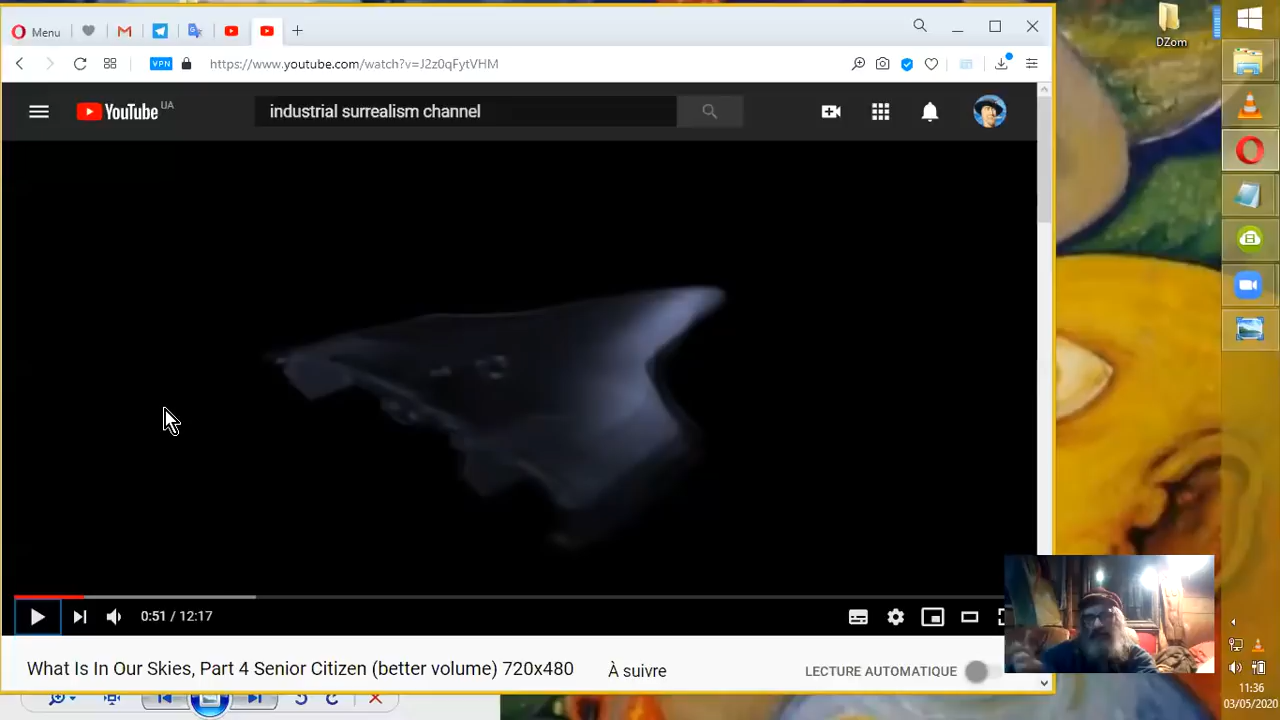 Menu
https://www.youtube.com/watch?v=J2z0qFytVHM
VPN
YouTube UA
industrial surrealism channel
0:51 / 12:17
What Is In Our Skies, Part 4 Senior Citizen (better volume) 720x480
À suivre
LECTURE AUTOMATIQUE
DZom
11:36
03/05/2020